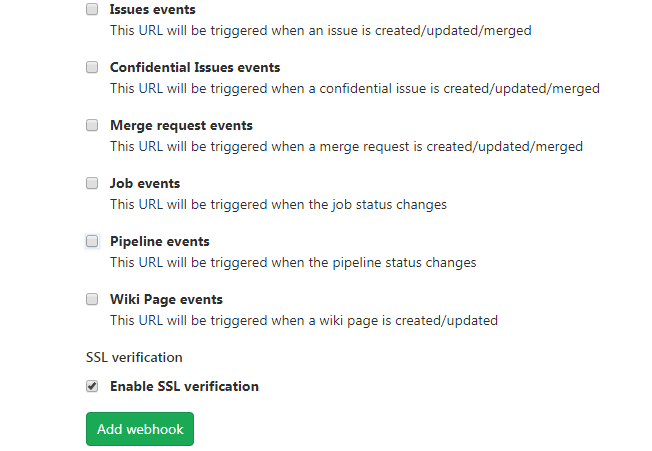 Issues events
This URL will be triggered when an issue is created/updated/merged
Confidential Issues events
This URL will be triggered when a confidential issue is created/updated/merged
Merge request events
This URL will be triggered when a merge request is created/updated/merged
Job events
This URL will be triggered when the job status changes
Pipeline events
This URL will be triggered when the pipeline status changes
Wiki Page events
This URL will be triggered when a wiki page is created/updated
SSL verification
Enable SSL verification
Add webhook